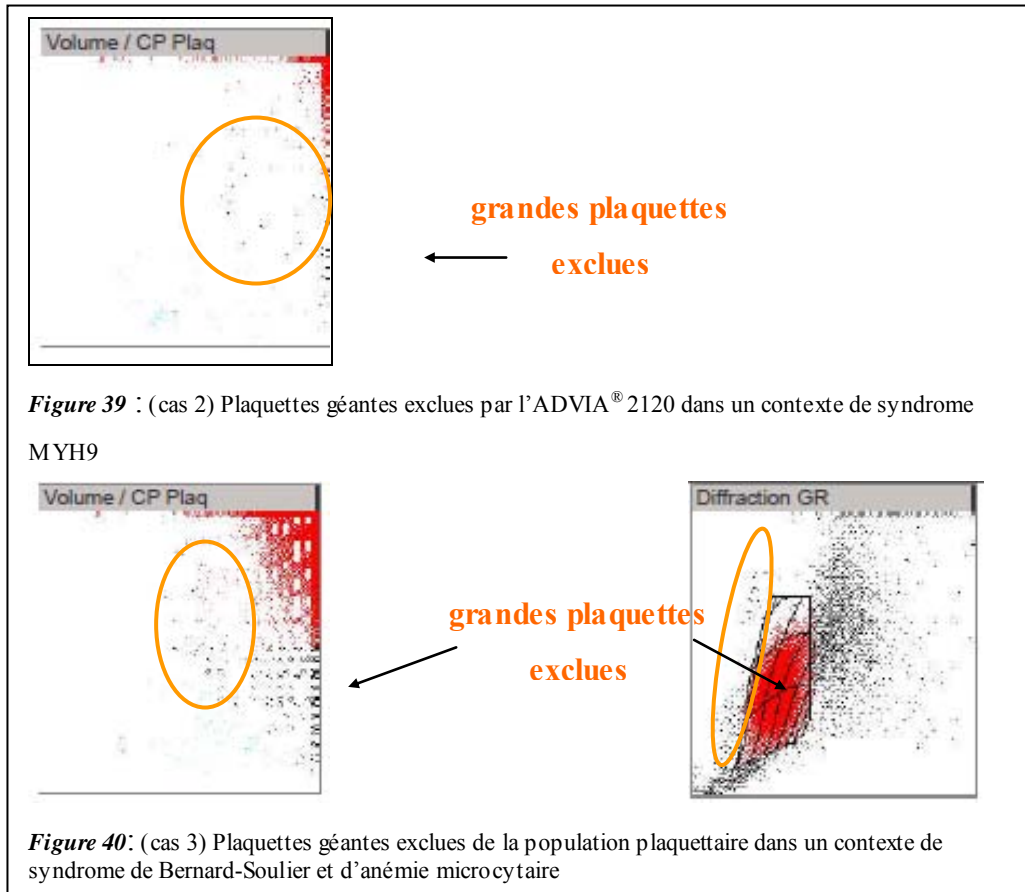 Volume / CP Plaq
grandes plaquettes
exclues
Figure 39 : (cas 2) Plaquettes géantes exclues par l'ADVIA® 2120 dans un contexte de syndrome
MYH9
Volume / CP Plaq
Diffraction GR
grandes plaquettes
exclues
Figure 40: (cas 3) Plaquettes géantes exclues de la population plaquettaire dans un contexte de
syndrome de Bernard-Soulier et d'anémie microcytaire